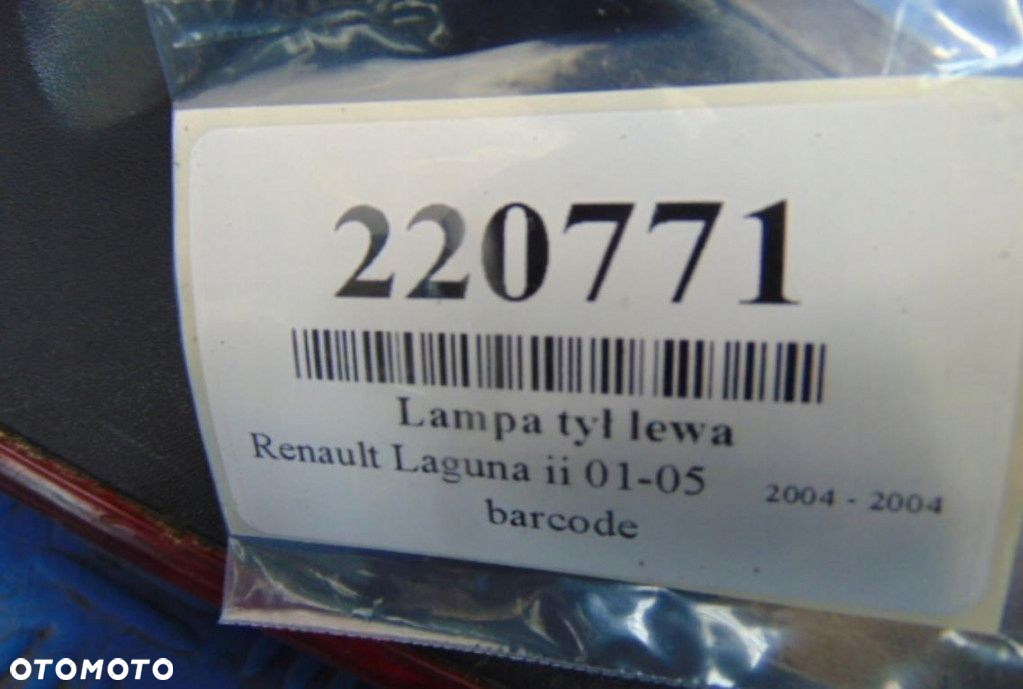 220771
Lampa tył lewa
Renault Laguna ii 01-05 2004 - 2004
barcode
OTOMOTO